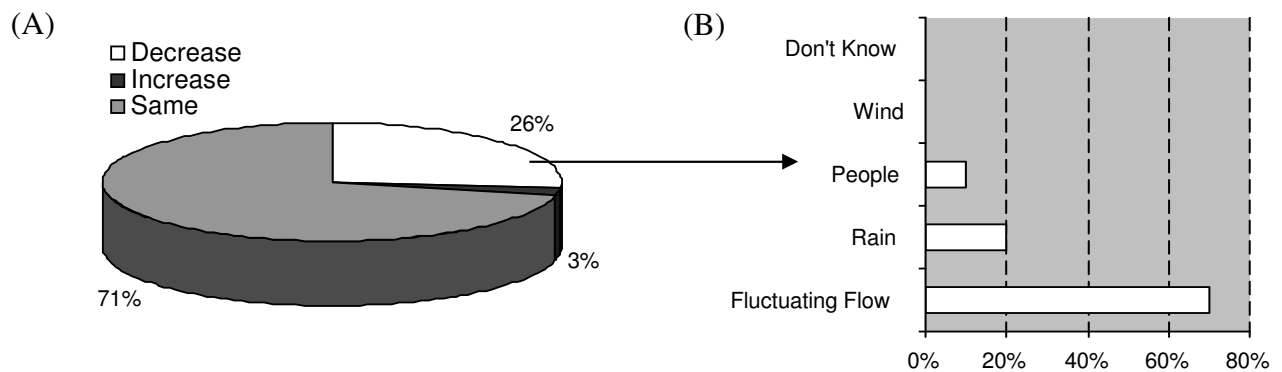 (A)
Decrease
Increase
Same
26%
3%
71%
(B)
Don't Know
Wind
People
Rain
Fluctuating Flow
0% 20% 40% 60% 80%